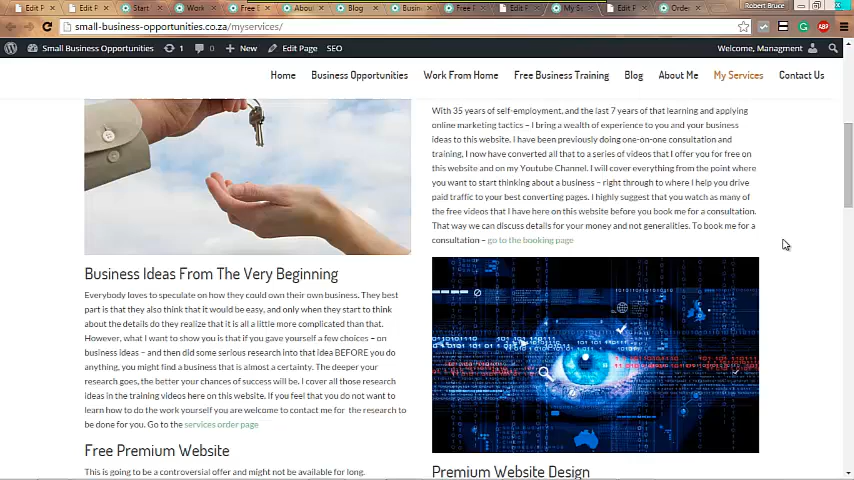 Edit P
Edit P
Start
Work
Free E
About
Blog
Busin
Free I
Edit P
My Se
Edit P
Order
Robert Bruce
small-business-opportunities.co.za/myservices/
Small Business Opportunities
1
0
New
Edit Page
SEO
Welcome, Managment
Home
Business Opportunities
Work From Home
Free Business Training
Blog
About Me
My Services
Contact Us
With 35 years of self-employment, and the last 7 years of that learning and applying
online marketing tactics – I bring a wealth of experience to you and your business
ideas to this website. I have been previously doing one-on-one consultation and
training, I now have converted all that to a series of videos that I offer you for free on
this website and on my Youtube Channel. I will cover everything from the point where
you want to start thinking about a business – right through to where I help you drive
paid traffic to your best converting pages. I highly suggest that you watch as many of
the free videos that I have here on this website before you book me for a consultation.
That way we can discuss details for your money and not generalities. To book me for a
consultation – go to the booking page
Business Ideas From The Very Beginning
Everybody loves to speculate on how they could own their own business. They best
part is that they also think that it would be easy, and only when they start to think
about the details do they realize that it is all a little more complicated than that.
However, what I want to show you is that if you gave yourself a few choices – on
business ideas – and then did some serious research into that idea BEFORE you do
anything, you might find a business that is almost a certainty. The deeper your
research goes, the better your chances of success will be. I cover all those research
ideas in the training videos here on this website. If you feel that you do not want to
learn how to do the work yourself you are welcome to contact me for the research to
be done for you. Go to the services order page
Free Premium Website
This is going to be a controversial offer and might not be available for long.
Premium Website Design